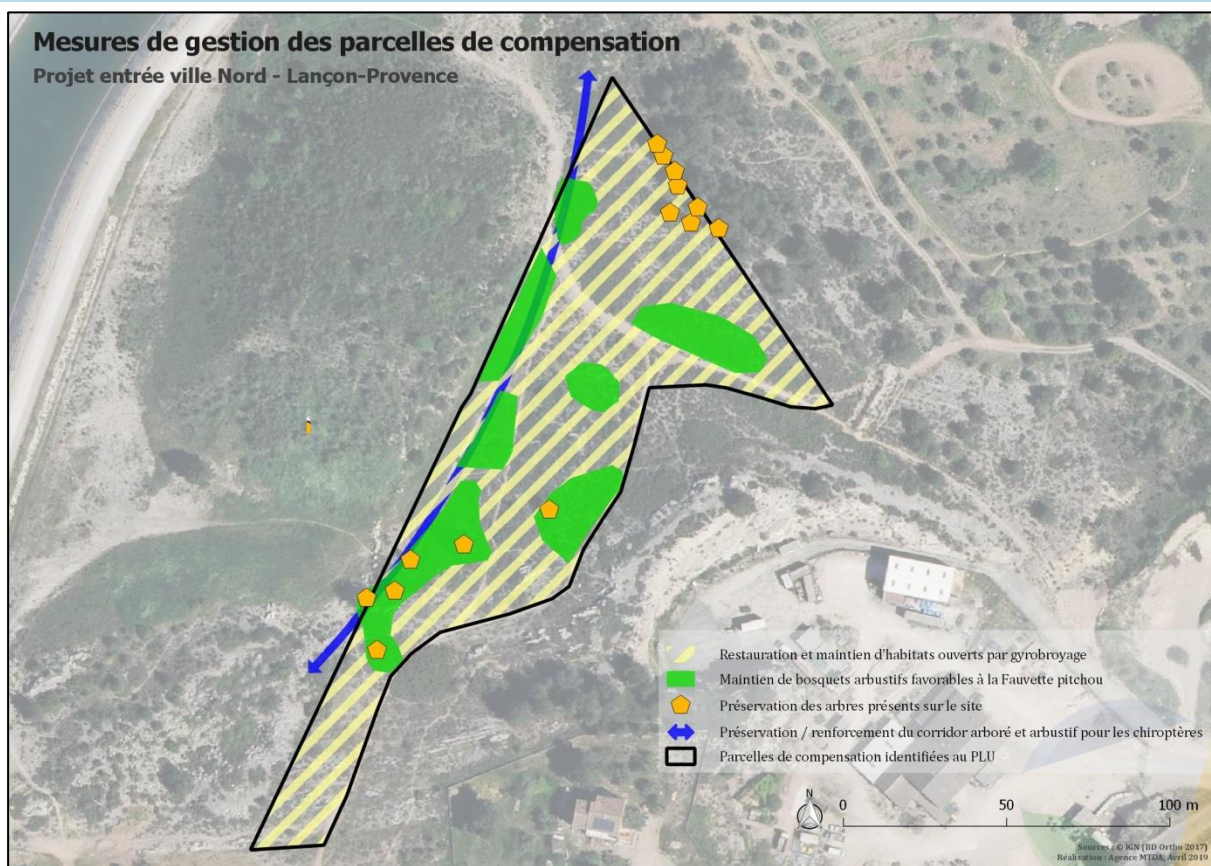 Mesures de gestion des parcelles de compensation
Projet entrée ville Nord - Lançon-Provence
Restauration et maintien d'habitats ouverts par gyrobroyage
Maintien de bosquets arbustifs favorables à la Fauvette pitchou
Préservation des arbres présents sur le site
Préservation / renforcement du corridor arboré et arbustif pour les chiroptères
Parcelles de compensation identifiées au PLU
N
0 50 100 m
Sources : © IGN (BD Ortho 2017)
Réalisation : Agence MTDA, Avril 2019